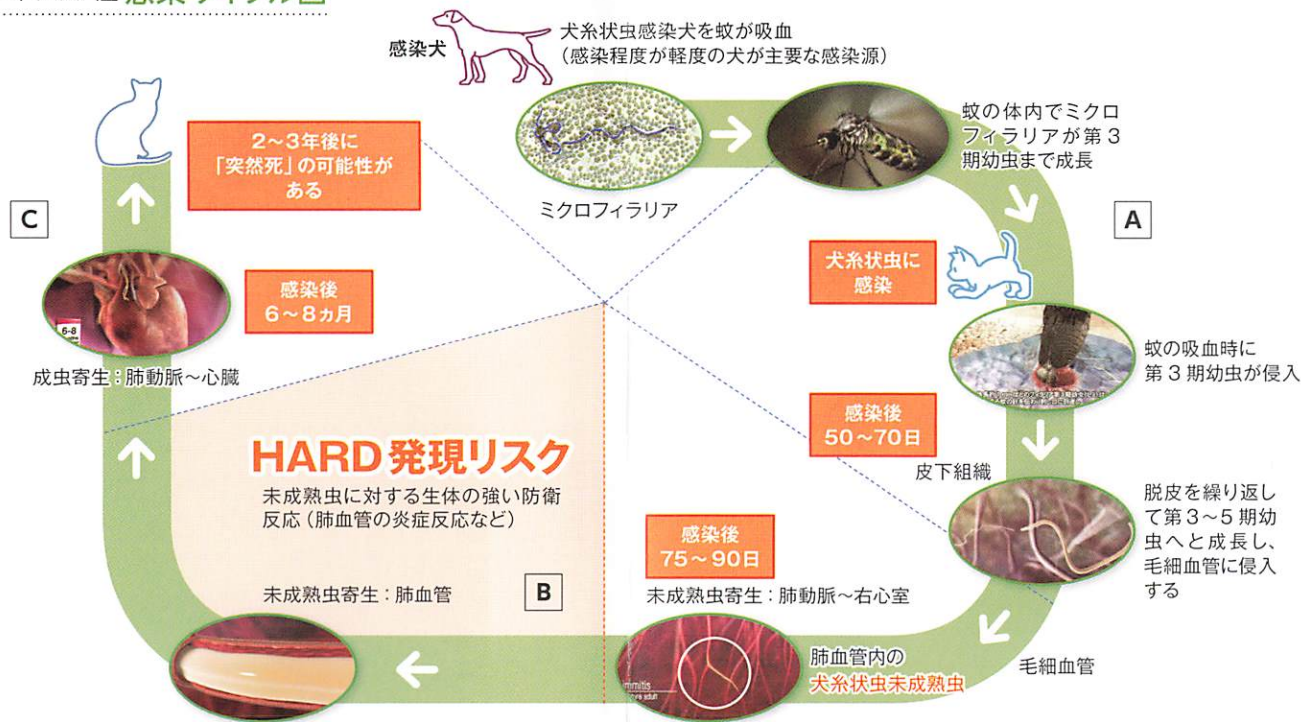 感染サイクル図
感染犬
犬糸状虫感染犬を蚊が吸血
（感染程度が軽度の犬が主要な感染源）
ミクロフィラリア
蚊の体内でミクロ
フィラリアが第3
期幼虫まで成長
A
犬糸状虫に
感染
蚊の吸血時に
第3期幼虫が侵入
感染後
50〜70日
皮下組織
脱皮を繰り返し
て第3〜5期幼
虫へと成長し、
毛細血管に侵入
する
毛細血管
感染後
75〜90日
未成熟虫寄生：肺動脈〜右心室
肺血管内の
犬糸状虫未成熟虫
B
HARD発現リスク
未成熟虫に対する生体の強い防衛
反応（肺血管の炎症反応など）
未成熟虫寄生：肺血管
C
感染後
6〜8ヵ月
6-8
成虫寄生：肺動脈〜心臓
2〜3年後に
「突然死」の可能性が
ある